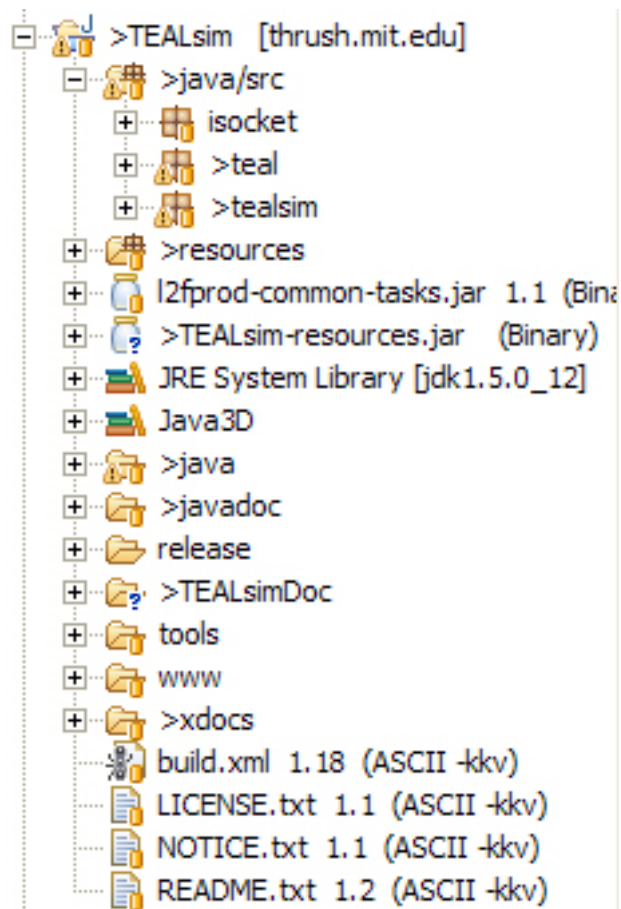 >TEALsim [thrush.mit.edu]
>java/src
isocket
>teal
>tealsim
>resources
l2fprod-common-tasks.jar 1.1 (Bina
>TEALsim-resources.jar (Binary)
JRE System Library [jdk1.5.0_12]
Java3D
>java
>javadoc
release
>TEALsimDoc
tools
www
>xdocs
build.xml 1.18 (ASCII -kkv)
LICENSE.txt 1.1 (ASCII -kkv)
NOTICE.txt 1.1 (ASCII -kkv)
README.txt 1.2 (ASCII -kkv)